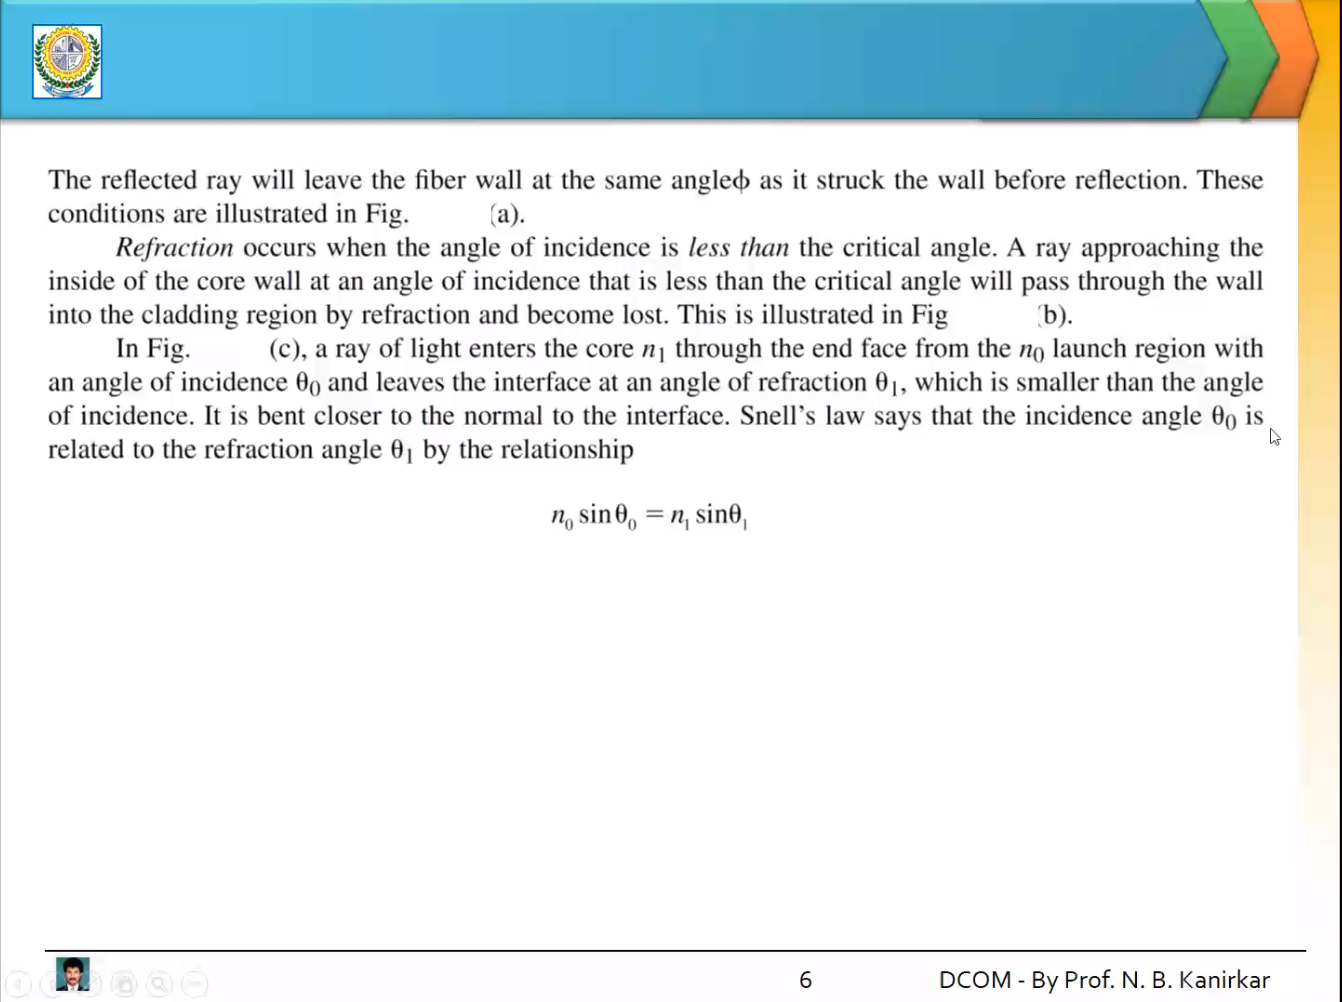 The reflected ray will leave the fiber wall at the same angleϕ as it struck the wall before reflection. These
conditions are illustrated in Fig. (a).
Refraction occurs when the angle of incidence is less than the critical angle. A ray approaching the
inside of the core wall at an angle of incidence that is less than the critical angle will pass through the wall
into the cladding region by refraction and become lost. This is illustrated in Fig (b).
In Fig. (c), a ray of light enters the core n₁ through the end face from the n₀ launch region with
an angle of incidence θ₀ and leaves the interface at an angle of refraction θ₁, which is smaller than the angle
of incidence. It is bent closer to the normal to the interface. Snell's law says that the incidence angle θ₀ is
related to the refraction angle θ₁ by the relationship
n₀ sinθ₀ = n₁ sinθ₁
6 DCOM - By Prof. N. B. Kanirkar